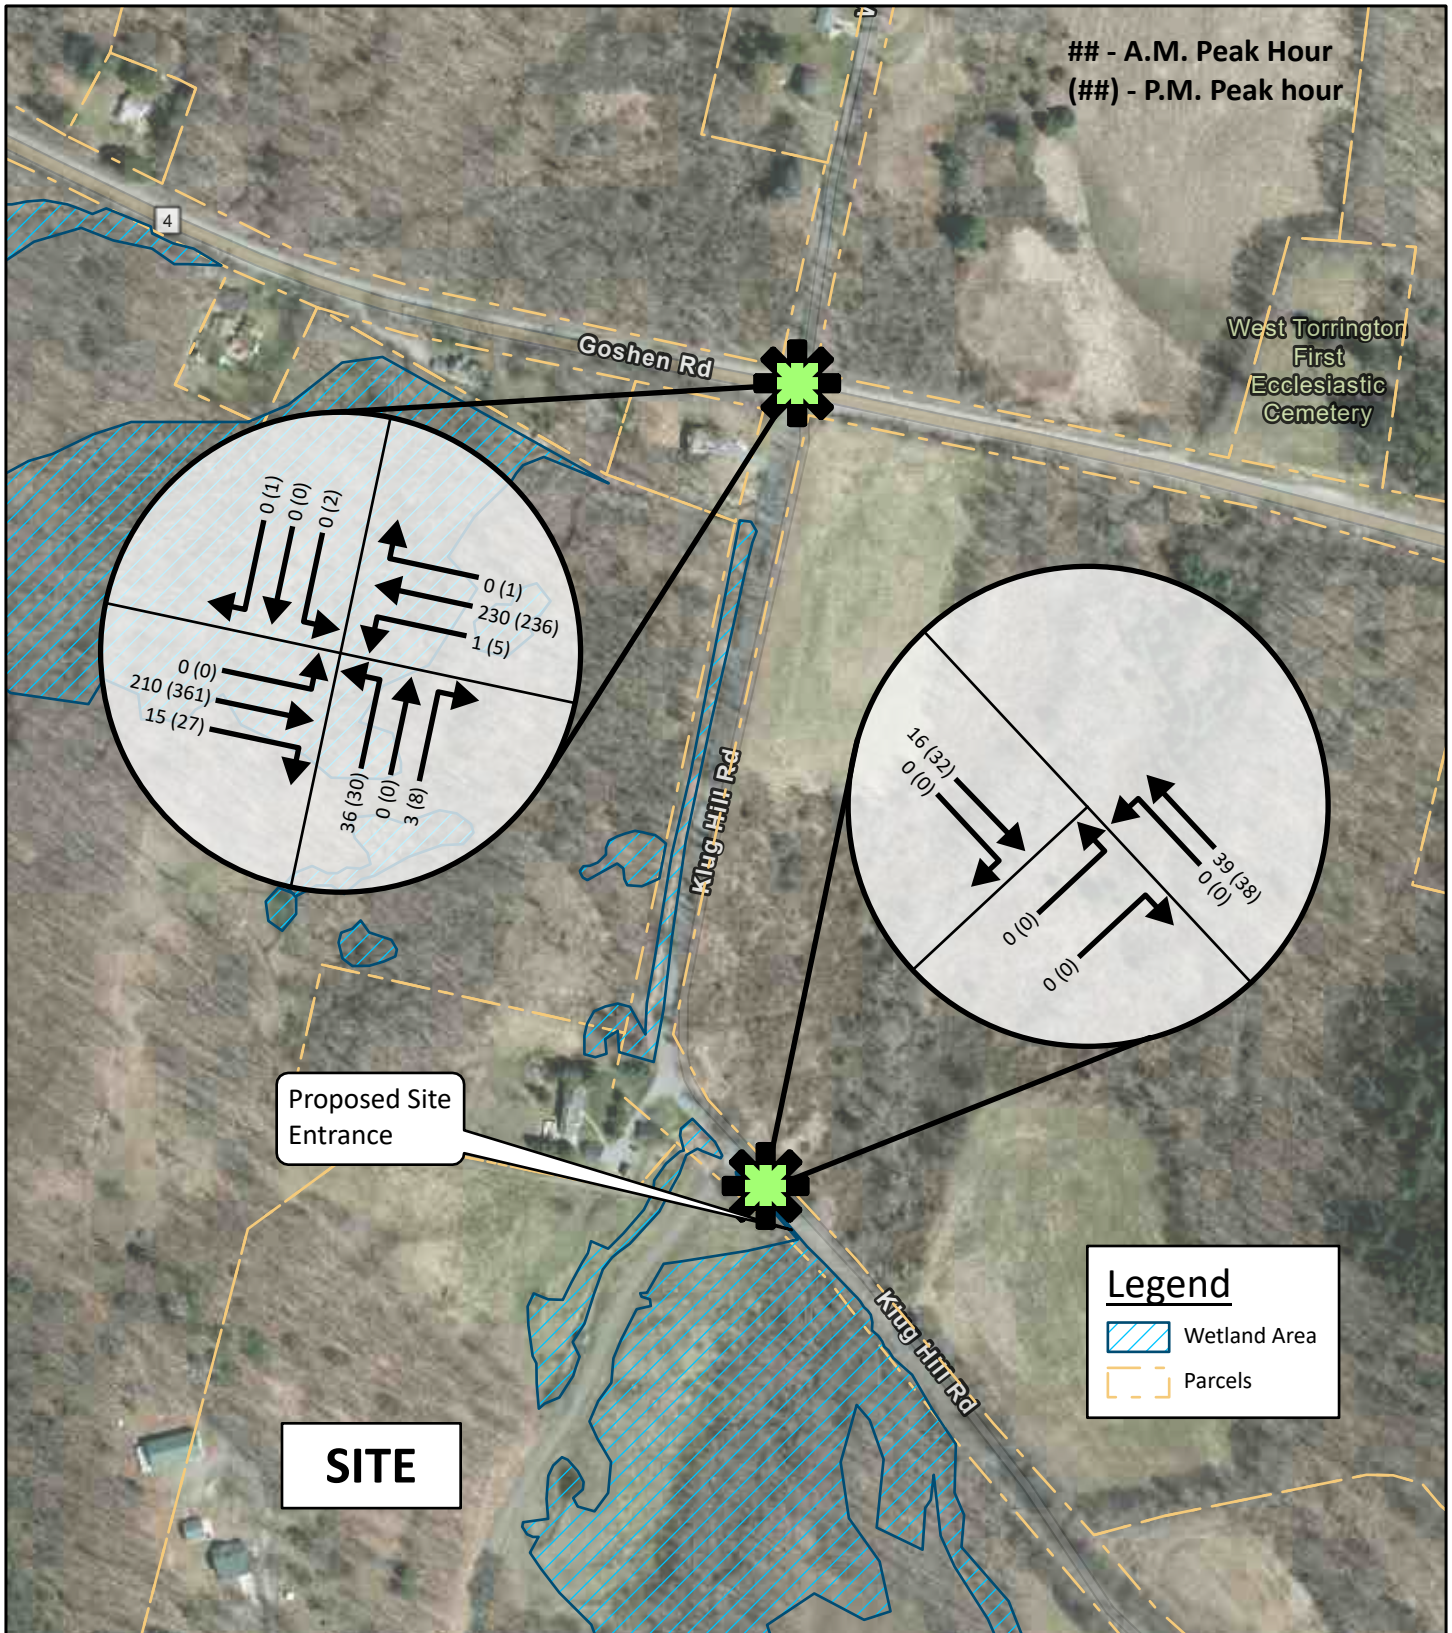 ## - A.M. Peak Hour
(##) - P.M. Peak hour
4
Goshen Rd
West Torrington
First
Ecclesiastic
Cemetery
0 (1)
0 (0)
0 (2)
0 (1)
230 (236)
1 (5)
0 (0)
210 (361)
15 (27)
36 (30)
0 (0)
3 (8)
Klug Hill Rd
16 (32)
0 (0)
39 (38)
0 (0)
0 (0)
0 (0)
Proposed Site
Entrance
Klug Hill Rd
Legend
Wetland Area
Parcels
SITE